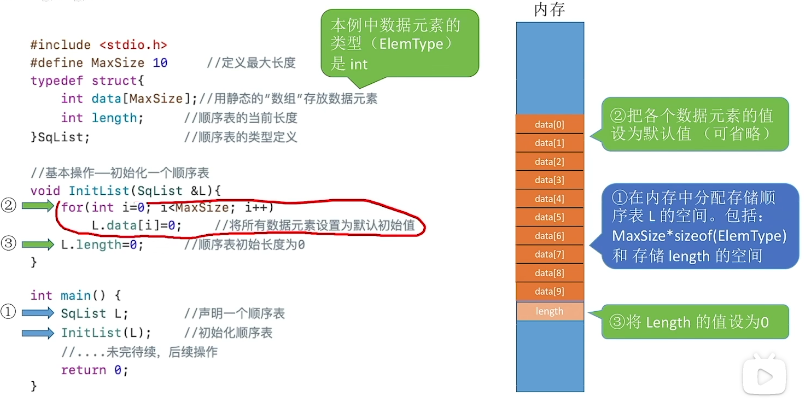 内存
本例中数据元素的
类型（ElemType）
是 int
#include <stdio.h>
#define MaxSize 10 //定义最大长度
typedef struct{
int data[MaxSize];//用静态的"数组"存放数据元素
int length; //顺序表的当前长度
}SqList; //顺序表的类型定义
//基本操作——初始化一个顺序表
void InitList(SqList &L){
② for(int i=0; i<MaxSize; i++)
L.data[i]=0; //将所有数据元素设置为默认初始值
③ L.length=0; //顺序表初始长度为0
}
int main() {
① SqList L; //声明一个顺序表
InitList(L); //初始化顺序表
//....未完待续，后续操作
return 0;
}
data[0]
data[1]
data[2]
data[3]
data[4]
data[5]
data[6]
data[7]
data[8]
data[9]
length
②把各个数据元素的值
设为默认值 （可省略）
①在内存中分配存储顺
序表 L 的空间。包括：
MaxSize*sizeof(ElemType)
和 存储 length 的空间
③将 Length 的值设为0